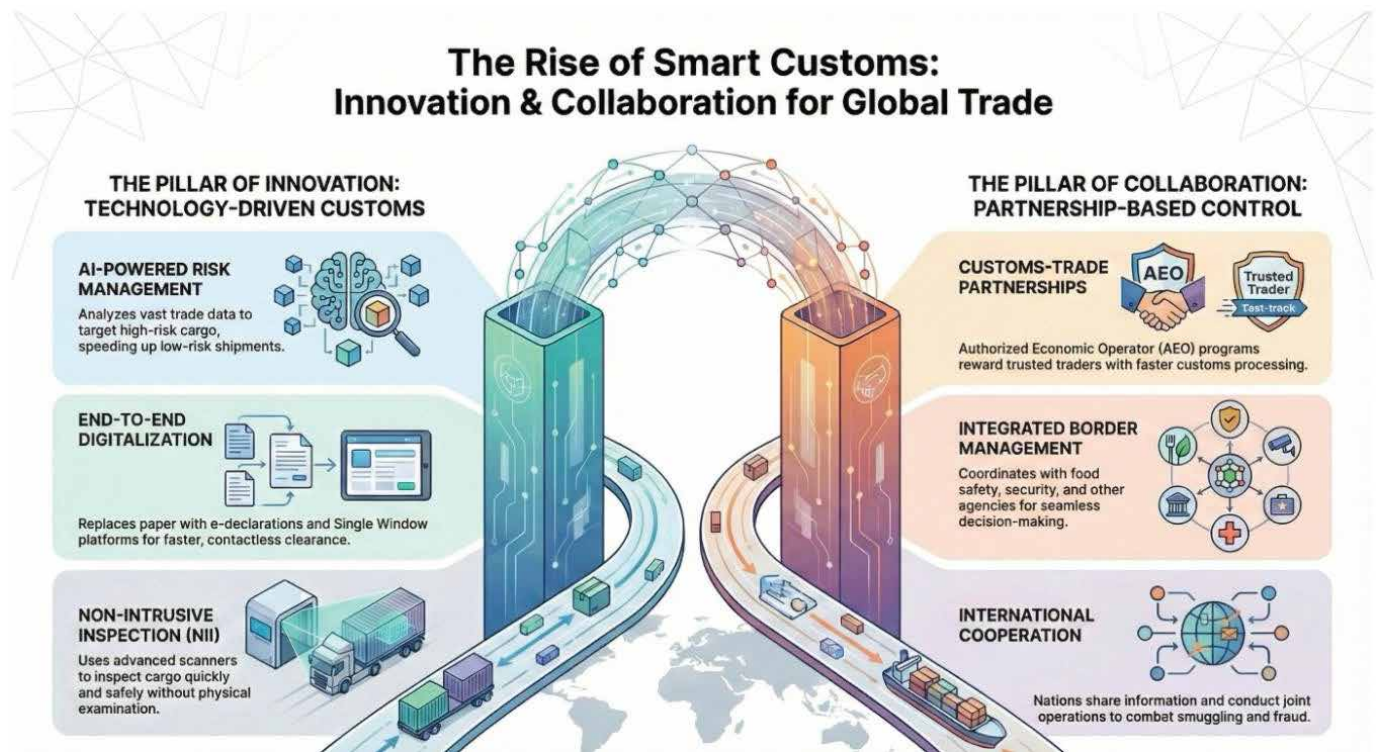 The Rise of Smart Customs:
Innovation & Collaboration for Global Trade
THE PILLAR OF INNOVATION:
TECHNOLOGY-DRIVEN CUSTOMS
AI-POWERED RISK
MANAGEMENT
Analyzes vast trade data to
target high-risk cargo,
speeding up low-risk shipments.
END-TO-END
DIGITALIZATION
Replaces paper with e-declarations and Single Window
platforms for faster, contactless clearance.
NON-INTRUSIVE
INSPECTION (NII)
Uses advanced scanners
to inspect cargo quickly
and safely without physical
examination.
THE PILLAR OF COLLABORATION:
PARTNERSHIP-BASED CONTROL
CUSTOMS-TRADE
PARTNERSHIPS
AEO
Trusted
Trader
Fast-track
Authorized Economic Operator (AEO) programs
reward trusted traders with faster customs processing.
INTEGRATED BORDER
MANAGEMENT
Coordinates with food
safety, security, and other
agencies for seamless
decision-making.
INTERNATIONAL
COOPERATION
Nations share information and conduct joint
operations to combat smuggling and fraud.